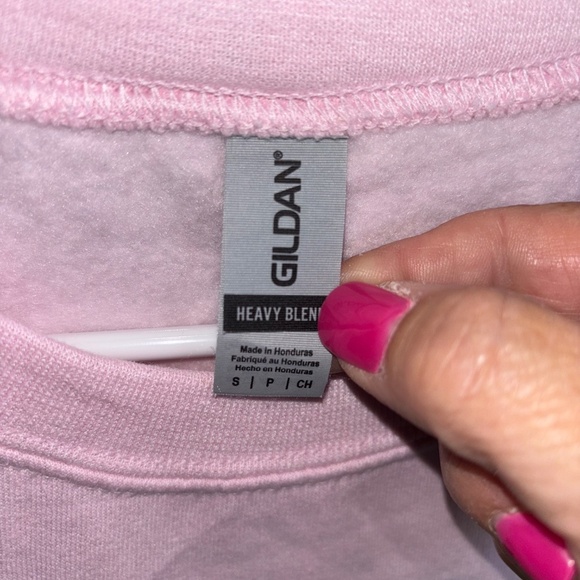 GILDAN®
HEAVY BLEN
Made in Honduras
Fabriqué au Honduras
Hecho en Honduras
S | P | CH